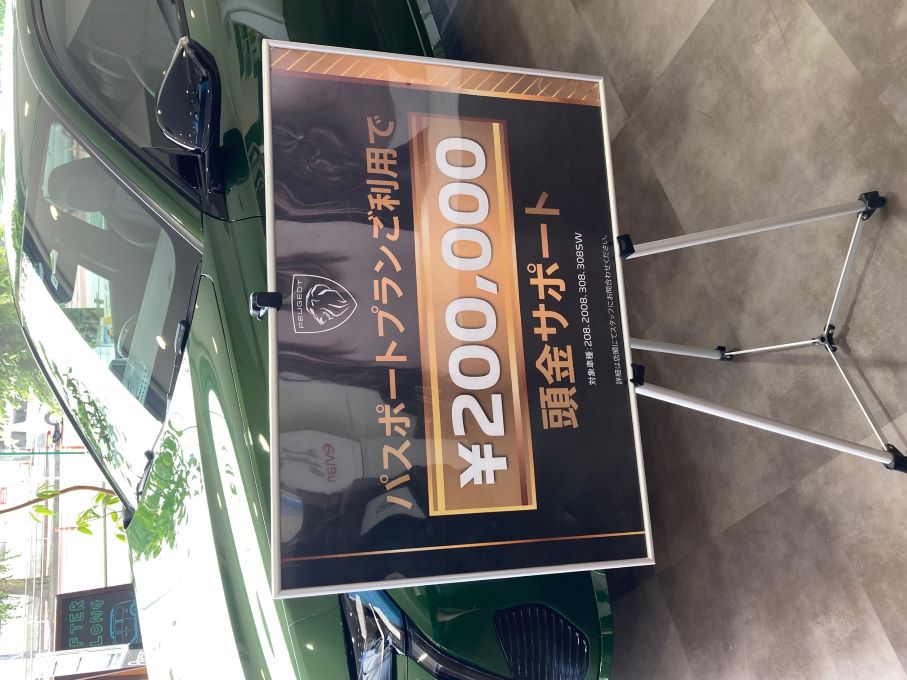 PEUGEOT
パスポートプランご利用で
¥200,000
頭金サポート
対象車種:208.2008.308.308SW
詳細は店頭にてスタッフにお問合わせください。